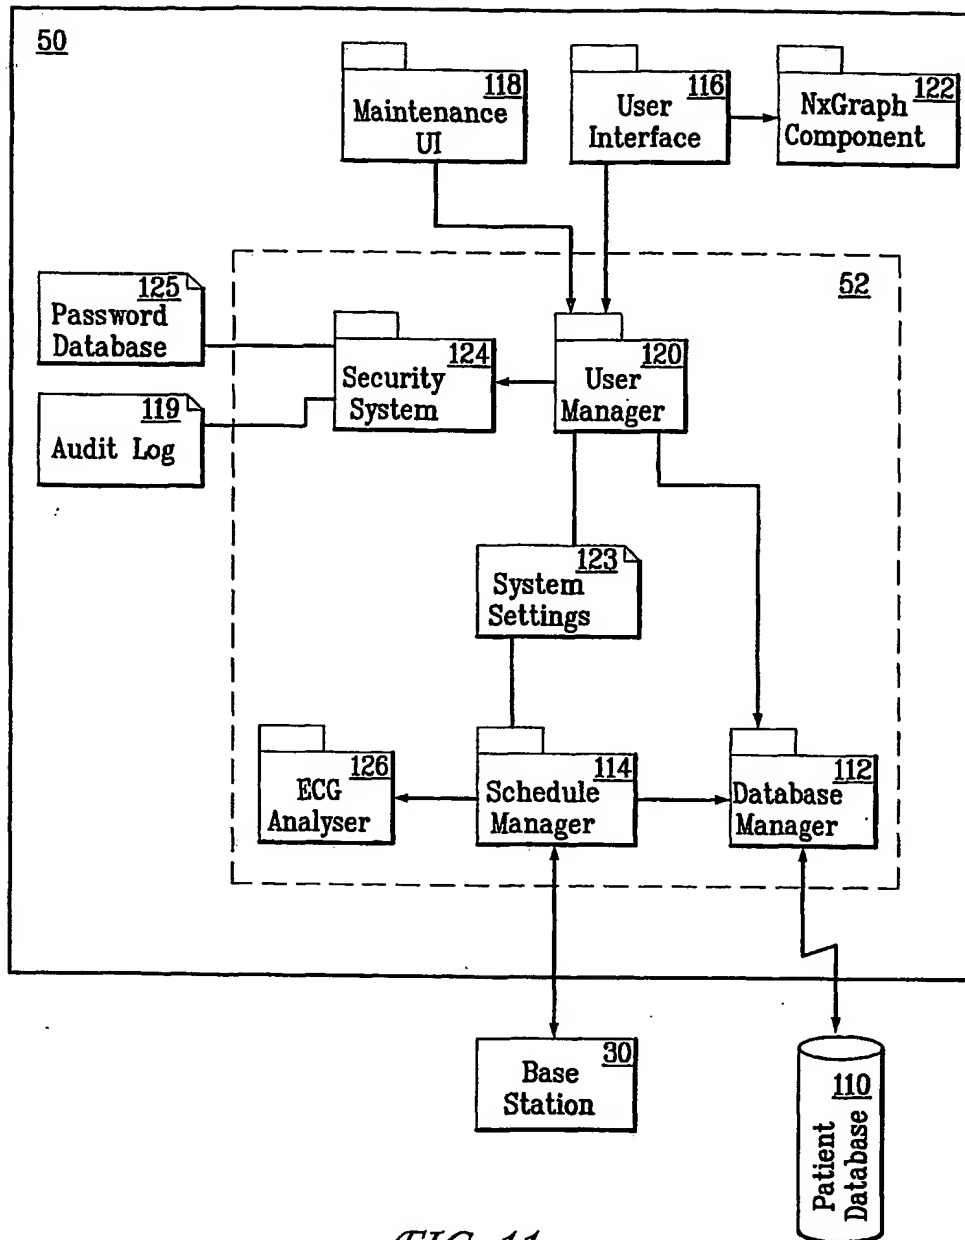 50
118
Maintenance
UI
116
User
Interface
122
NxGraph
Component
52
125
Password
Database
124
Security
System
120
User
Manager
119
Audit Log
123
System
Settings
126
ECG
Analyser
114
Schedule
Manager
112
Database
Manager
30
Base
Station
110
Patient
Database
FIG. 11